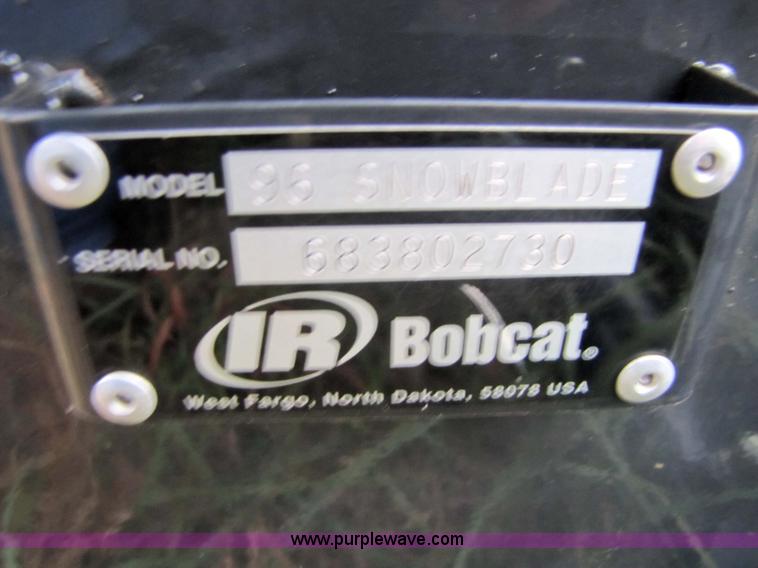 MODEL 96 SNOWBLADE
SERIAL NO. 683802730
IR Bobcat®
West Fargo, North Dakota, 58078 USA
www.purplewave.com